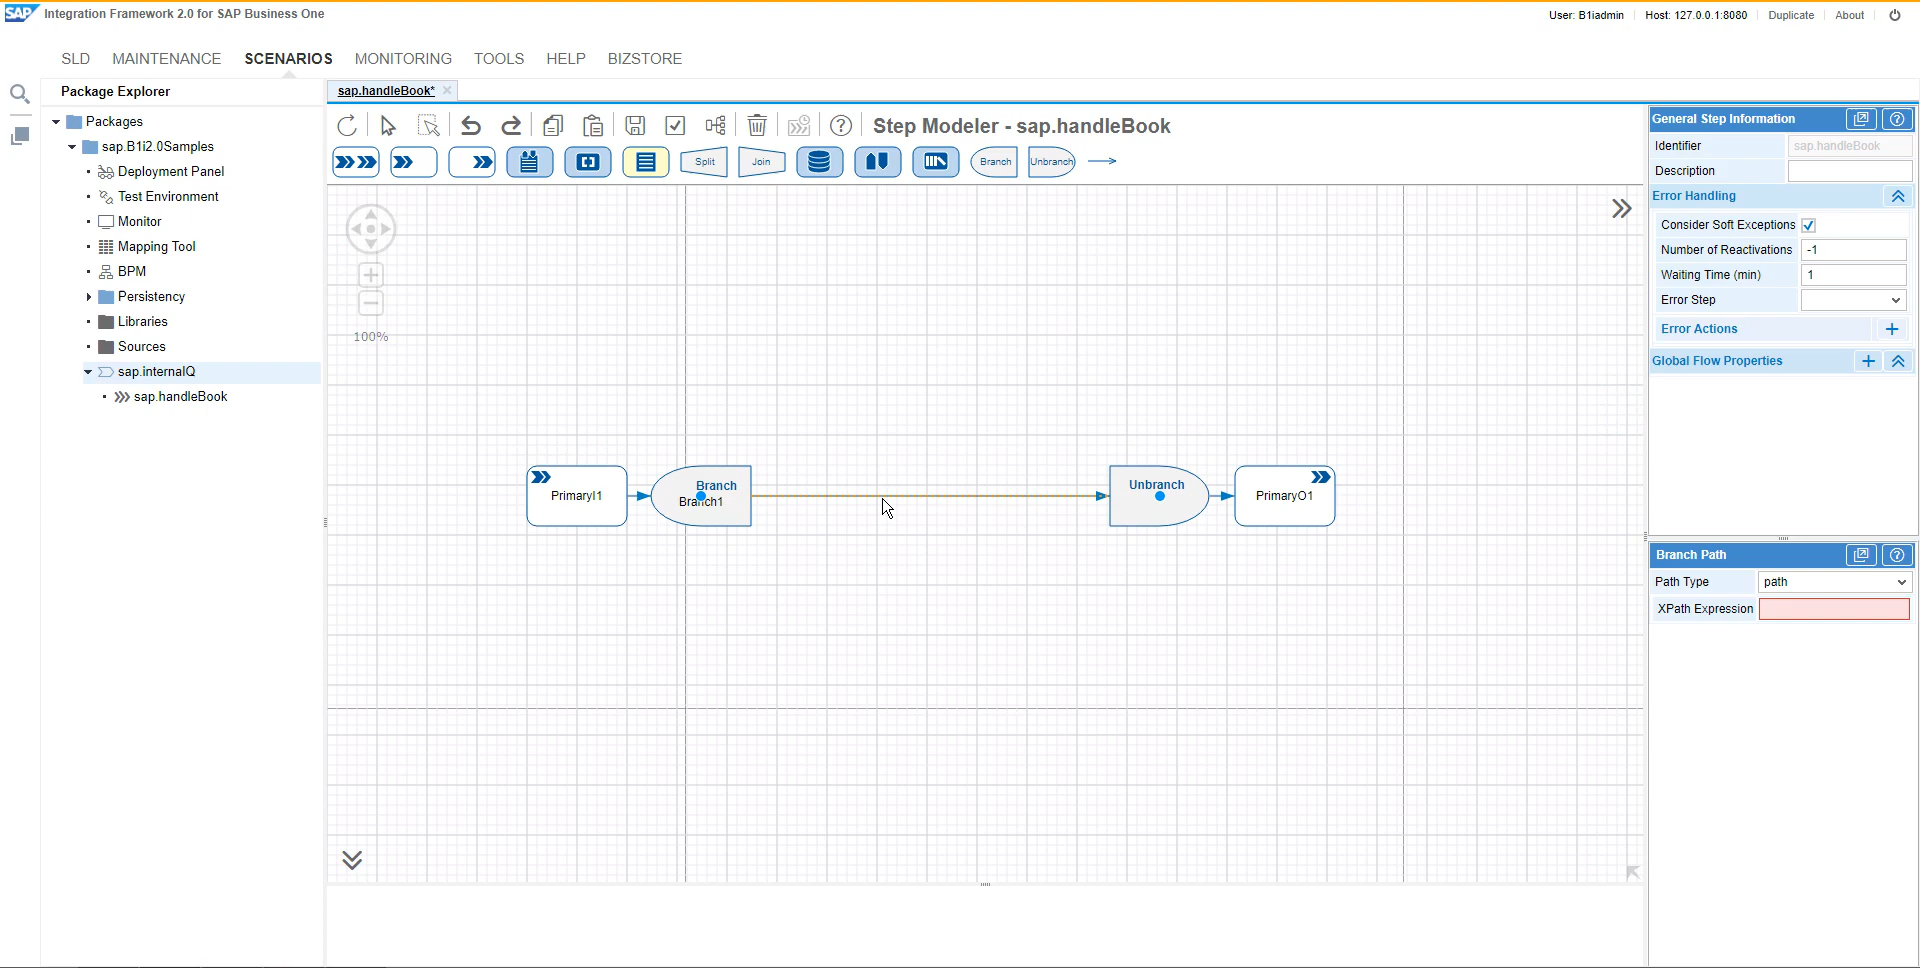 SAP Integration Framework 2.0 for SAP Business One
User: B1iadmin Host: 127.0.0.1:8080 Duplicate About
SLD MAINTENANCE SCENARIOS MONITORING TOOLS HELP BIZSTORE
Package Explorer
Packages
sap.B1i2.0Samples
Deployment Panel
Test Environment
Monitor
Mapping Tool
BPM
Persistency
Libraries
Sources
sap.internalQ
sap.handleBook
sap.handleBook*
Step Modeler - sap.handleBook
Split Join Branch Unbranch
100%
PrimaryI1
Branch
Branch1
Unbranch
PrimaryO1
General Step Information
Identifier sap.handleBook
Description
Error Handling
Consider Soft Exceptions
Number of Reactivations -1
Waiting Time (min) 1
Error Step
Error Actions
Global Flow Properties
Branch Path
Path Type path
XPath Expression